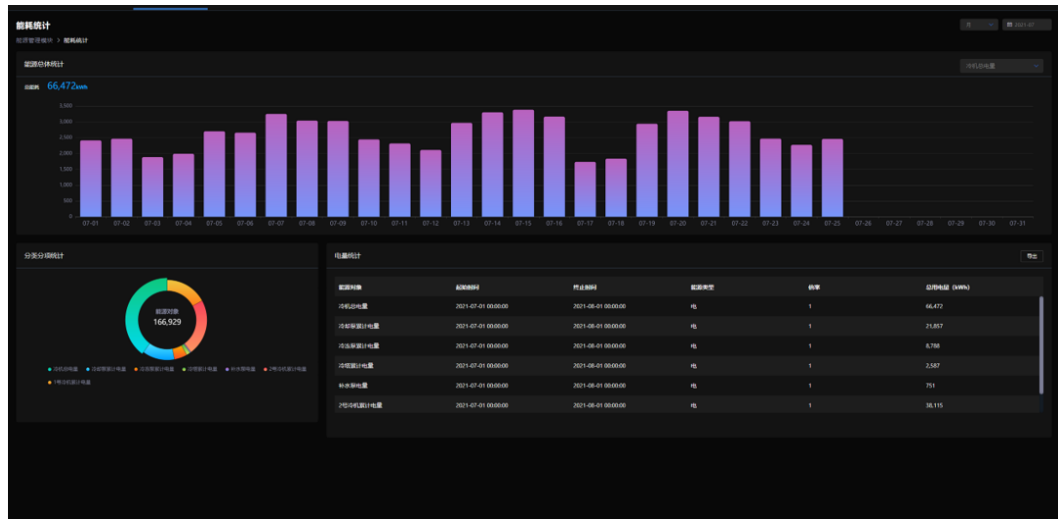 能耗统计
月 2021-07
能源管理模块 > 能耗统计
能源总体统计
冷机总电量
总能耗 66,472kWh
3,500
3,000
2,500
2,000
1,500
1,000
500
0
07-01 07-02 07-03 07-04 07-05 07-06 07-07 07-08 07-09 07-10 07-11 07-12 07-13 07-14 07-15 07-16 07-17 07-18 07-19 07-20 07-21 07-22 07-23 07-24 07-25 07-26 07-27 07-28 07-29 07-30 07-31
分类分项统计
能源对象
166,929
冷机总电量 冷却泵累计电量 冷冻泵累计电量 冷塔累计电量 补水泵电量 2号冷机累计电量
1号冷机累计电量
电量统计
导出
能源对象 起始时间 终止时间 能源类型 倍率 总用电量 (kWh)
冷机总电量 2021-07-01 00:00:00 2021-08-01 00:00:00 电 1 66,472
冷却泵累计电量 2021-07-01 00:00:00 2021-08-01 00:00:00 电 1 21,857
冷冻泵累计电量 2021-07-01 00:00:00 2021-08-01 00:00:00 电 1 8,788
冷塔累计电量 2021-07-01 00:00:00 2021-08-01 00:00:00 电 1 2,587
补水泵电量 2021-07-01 00:00:00 2021-08-01 00:00:00 电 1 751
2号冷机累计电量 2021-07-01 00:00:00 2021-08-01 00:00:00 电 1 38,115